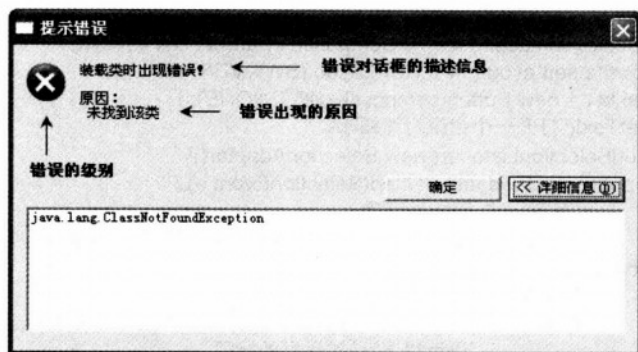 提示错误
装载类时出现错误!
错误对话框的描述信息
原因:
未找到该类
错误出现的原因
错误的级别
确定
<< 详细信息(D)
java.lang.ClassNotFoundException